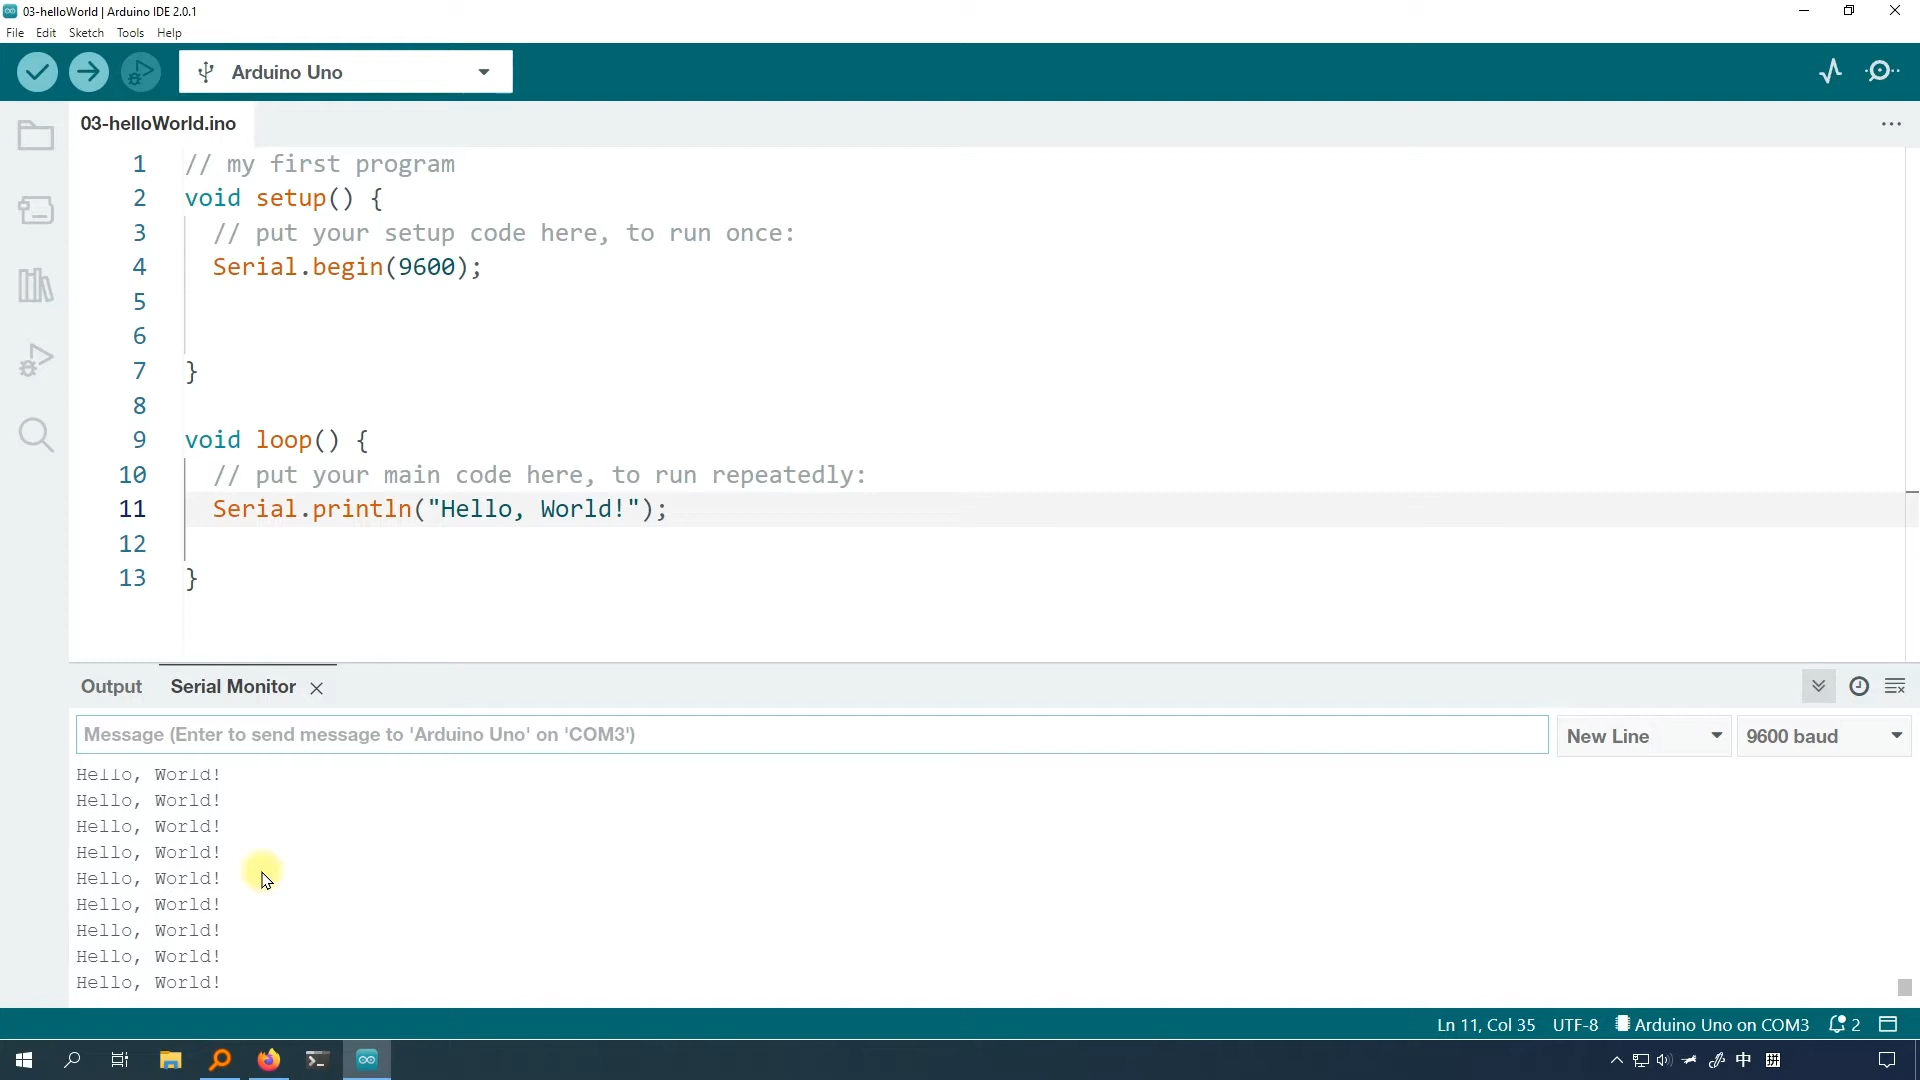 03-helloWorld | Arduino IDE 2.0.1
File Edit Sketch Tools Help
Arduino Uno
03-helloWorld.ino
1 // my first program
2 void setup() {
3 // put your setup code here, to run once:
4 Serial.begin(9600);
5
6
7 }
8
9 void loop() {
10 // put your main code here, to run repeatedly:
11 Serial.println("Hello, World!");
12
13 }
Output Serial Monitor
Message (Enter to send message to 'Arduino Uno' on 'COM3') New Line 9600 baud
Hello, World!
Hello, World!
Hello, World!
Hello, World!
Hello, World!
Hello, World!
Hello, World!
Hello, World!
Hello, World!
Ln 11, Col 35 UTF-8 Arduino Uno on COM3 2
中 拼